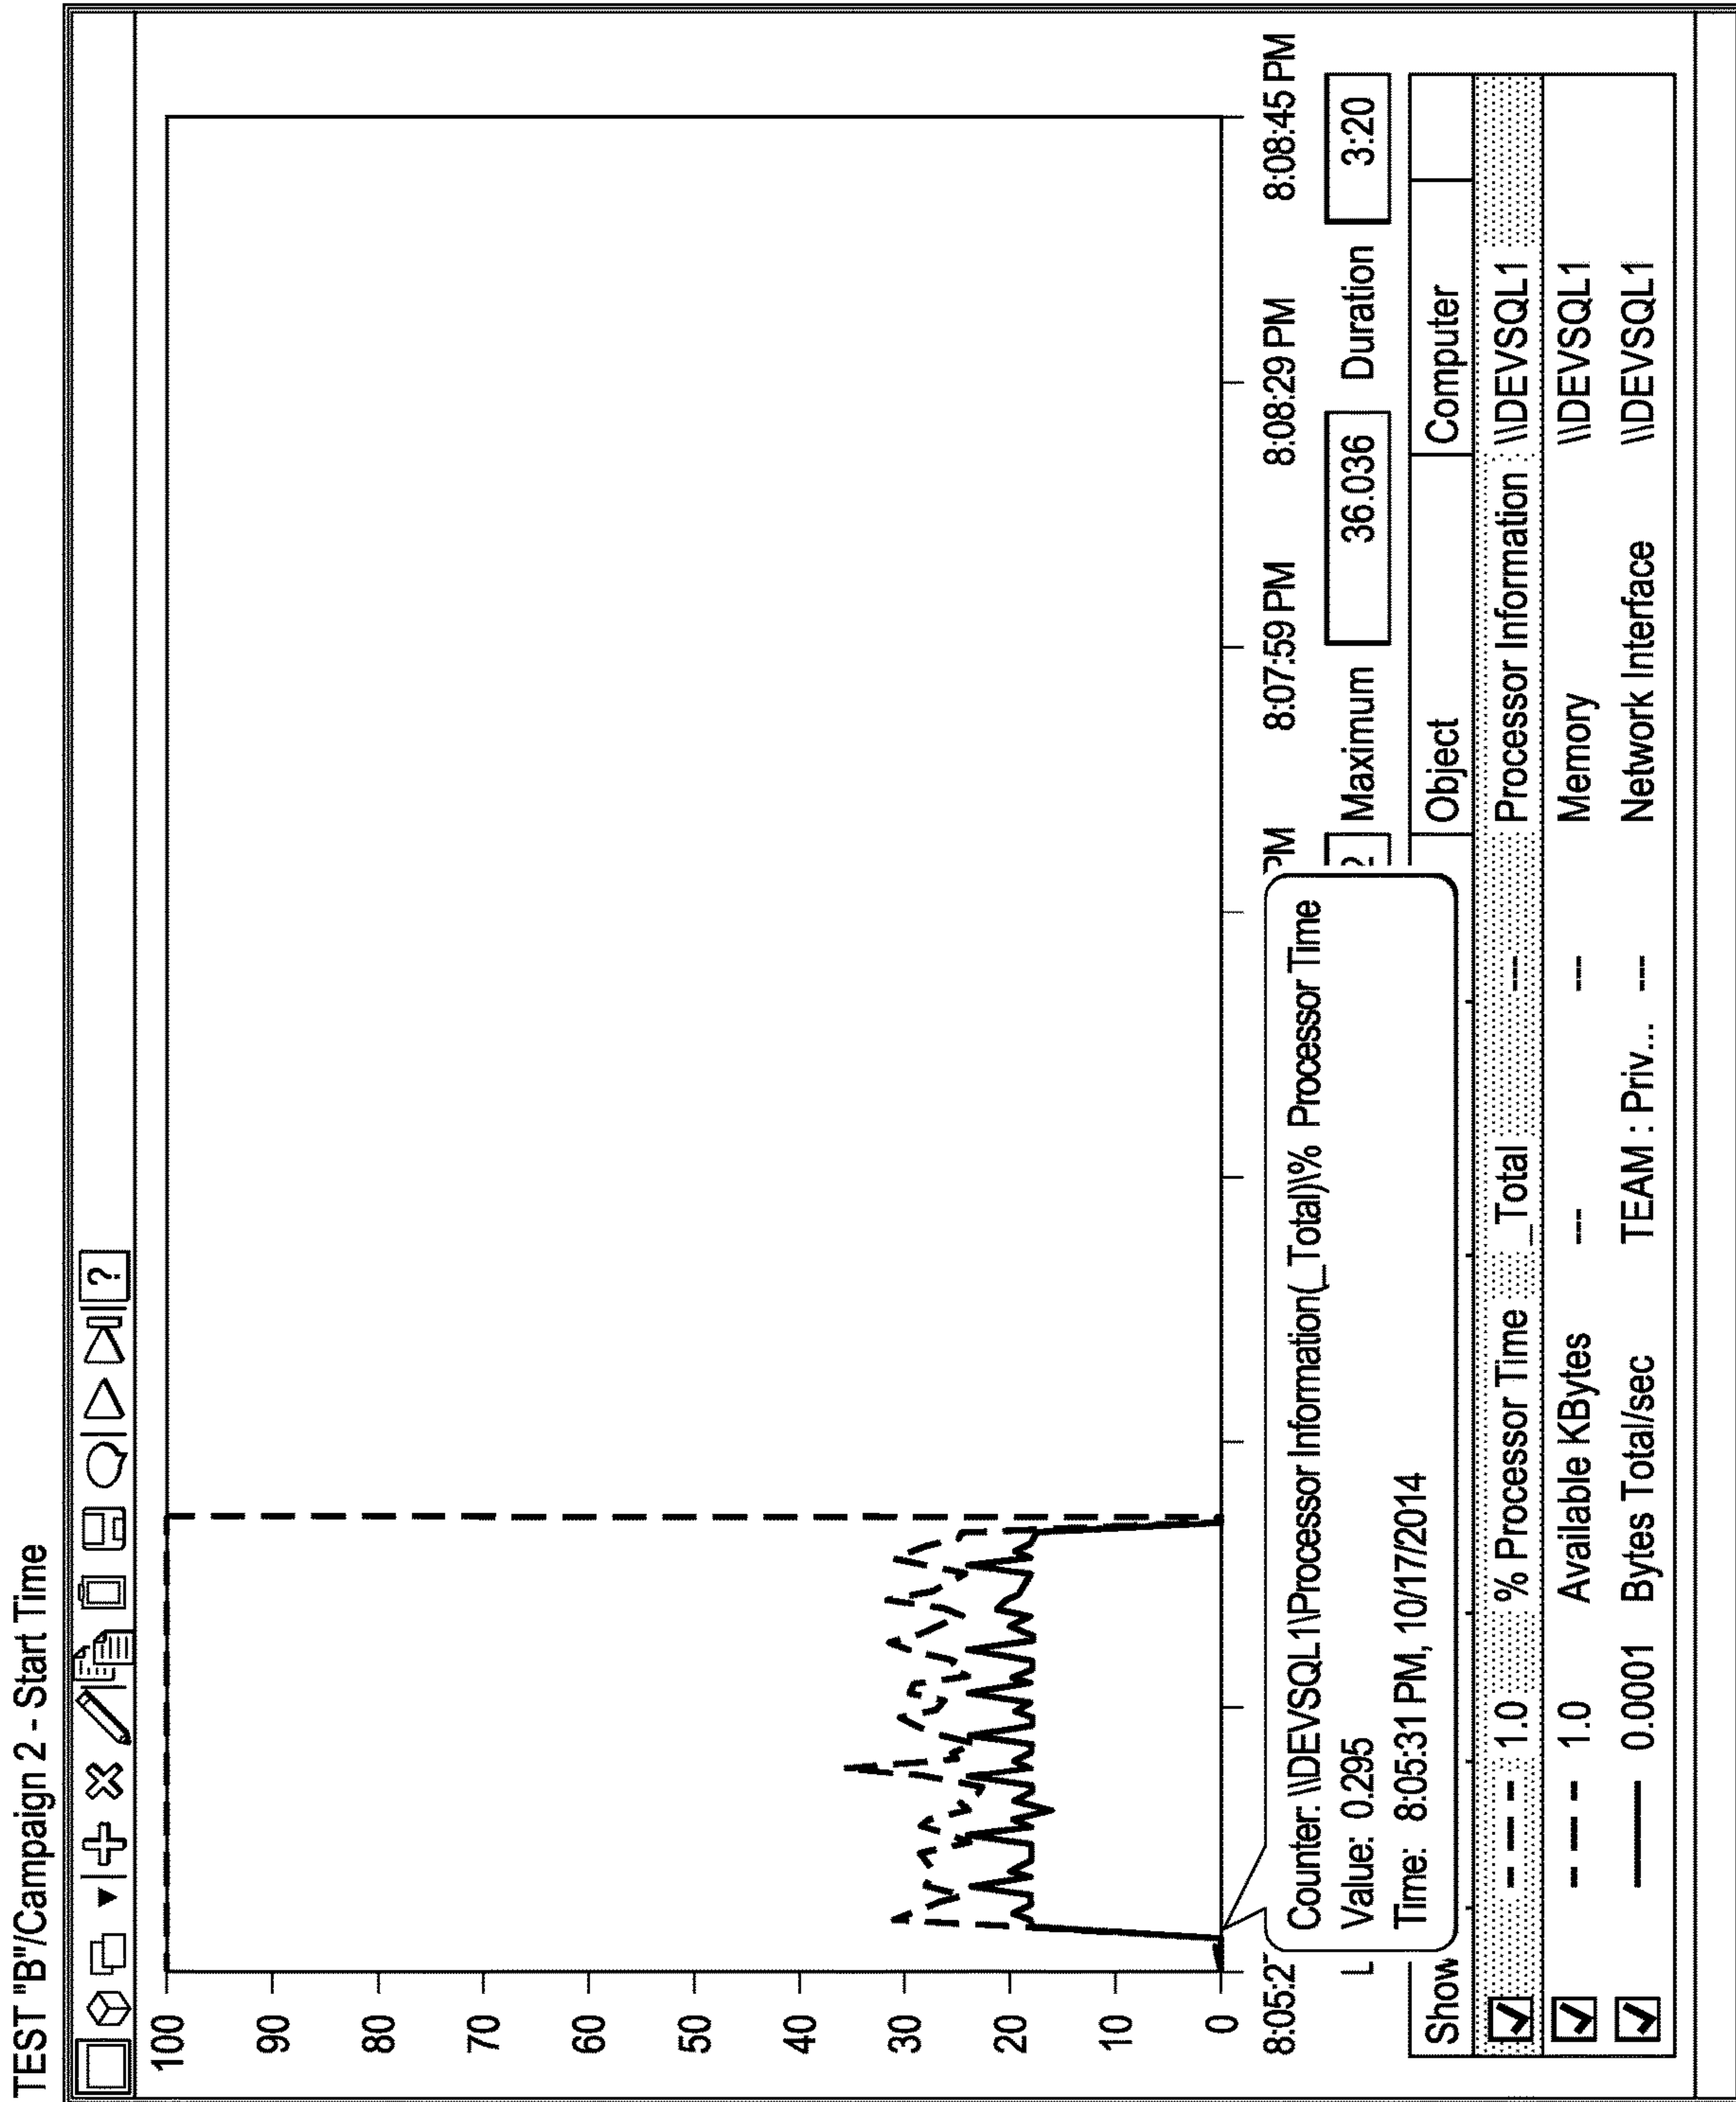 TEST "B"/Campaign 2 - Start Time
?
100
90
80
70
60
50
40
30
20
10
0
PM 8:07:59 PM 8:08:29 PM 8:08:45 PM
Maximum 36.036 Duration 3:20
Counter: \\DEVSQL1\Processor Information(_Total)\% Processor Time
Value: 0.295
Time: 8:05:31 PM, 10/17/2014
Show Object Computer
1.0 % Processor Time _Total --- Processor Information \\DEVSQL1
1.0 Available KBytes --- --- Memory \\DEVSQL1
0.0001 Bytes Total/sec TEAM : Priv... --- Network Interface \\DEVSQL1